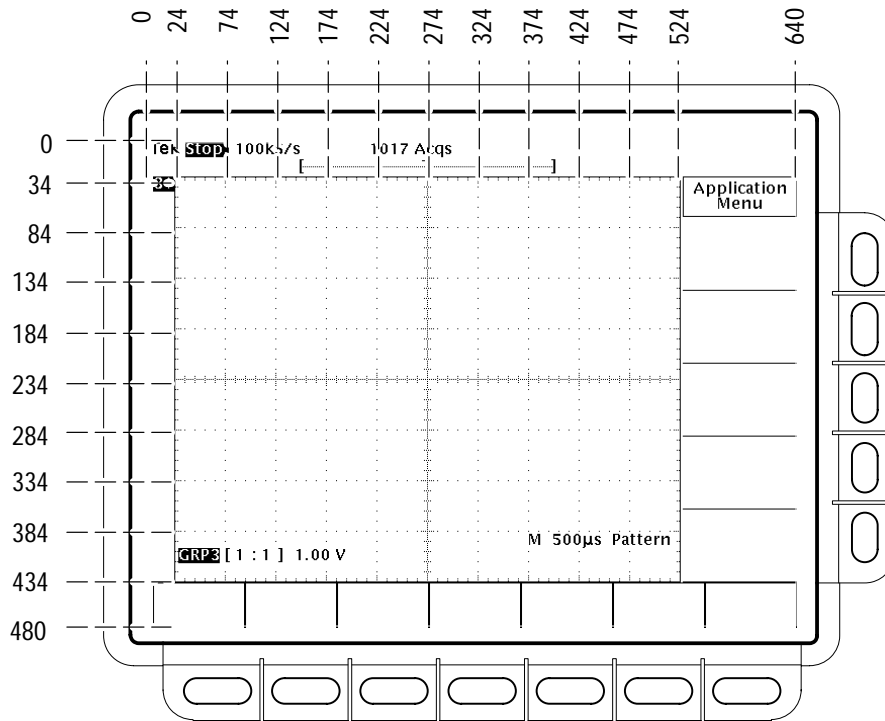 0 24 74 124 174 224 274 324 374 424 474 524 640
0
Tek Stop 100kS/s 1017 Acqs
[ ]
34
3→
Application
Menu
84
134
184
234
284
334
384
M 500µs Pattern
GRP3 [ 1 : 1 ] 1.00 V
434
480